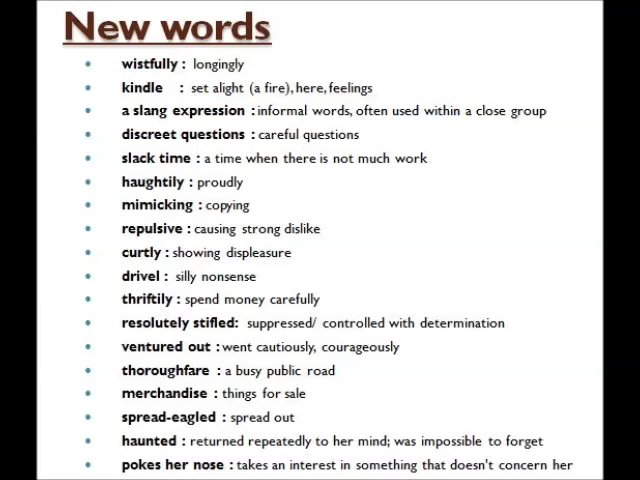 New words
wistfully : longingly
kindle : set alight (a fire), here, feelings
a slang expression : informal words, often used within a close group
discreet questions : careful questions
slack time : a time when there is not much work
haughtily : proudly
mimicking : copying
repulsive : causing strong dislike
curtly : showing displeasure
drivel : silly nonsense
thriftily : spend money carefully
resolutely stifled: suppressed/ controlled with determination
ventured out : went cautiously, courageously
thoroughfare : a busy public road
merchandise : things for sale
spread-eagled : spread out
haunted : returned repeatedly to her mind; was impossible to forget
pokes her nose : takes an interest in something that doesn't concern her